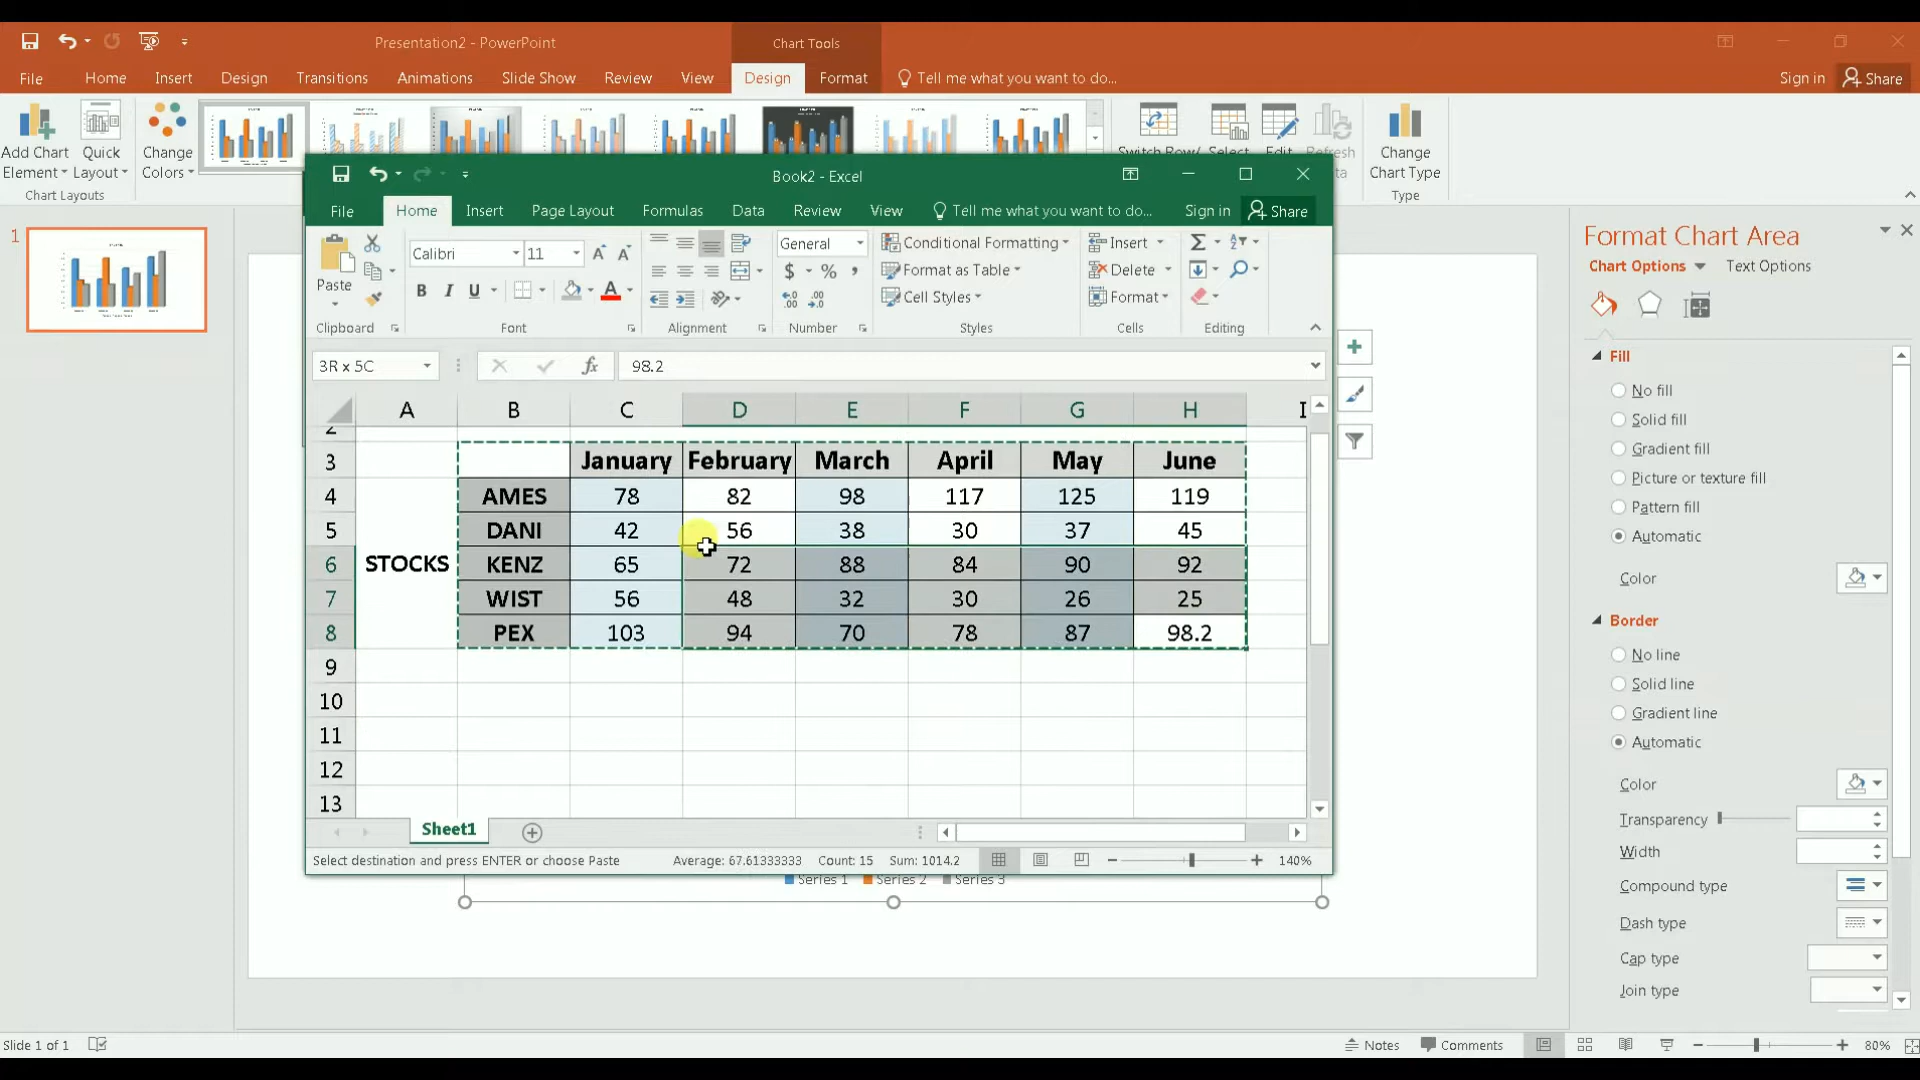 Presentation2 - PowerPoint
Chart Tools
File Home Insert Design Transitions Animations Slide Show Review View Design Format Tell me what you want to do... Sign in Share
Add Chart Element
Quick Layout
Change Colors
Chart Layouts
Switch Row/
Select
Edit
Refresh
Change Chart Type
Type
Book2 - Excel
File Home Insert Page Layout Formulas Data Review View Tell me what you want to do... Sign in Share
Paste
Calibri 11
B I U A
General
$ % ,
Conditional Formatting
Format as Table
Cell Styles
Insert
Delete
Format
Clipboard Font Alignment Number Styles Cells Editing
3R x 5C fx 98.2
A B C D E F G H I
2
3 January February March April May June
4 AMES 78 82 98 117 125 119
5 DANI 42 56 38 30 37 45
6 STOCKS KENZ 65 72 88 84 90 92
7 WIST 56 48 32 30 26 25
8 PEX 103 94 70 78 87 98.2
9
10
11
12
13
Sheet1
Select destination and press ENTER or choose Paste Average: 67.61333333 Count: 15 Sum: 1014.2 140%
Series 1 Series 2 Series 3
1
Format Chart Area
Chart Options Text Options
Fill
No fill
Solid fill
Gradient fill
Picture or texture fill
Pattern fill
Automatic
Color
Border
No line
Solid line
Gradient line
Automatic
Color
Transparency
Width
Compound type
Dash type
Cap type
Join type
Slide 1 of 1 Notes Comments 80%